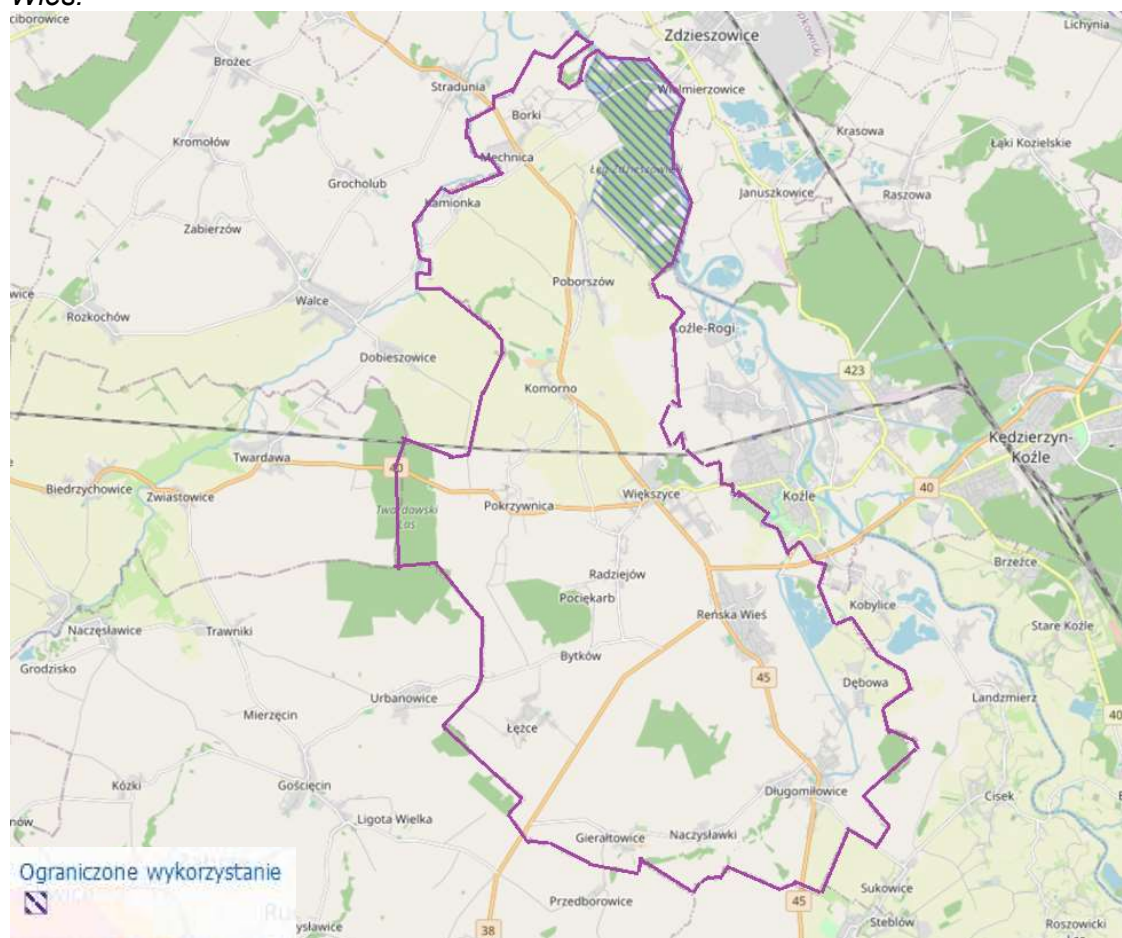 Wieś.
Zdzieszowice
Lichynia
Brożec
Stradunia
Wielmierzowice
Borki
Krasowa
Łąki Kozielskie
Kromołów
Mechnica
Grocholub
Januszkowice
Raszowa
Kamionka
Zabierzów
Poborszów
Walce
Rozkochów
Koźle-Rogi
Dobieszowice
423
Komorno
Kędzierzyn-
Koźle
Twardawa
40
Biedrzychowice
Zwiastowice
Większyce
Koźle
40
Pokrzywnica
Twardawski
Las
Radziejów
Brzeźce
Pociękarb
Kobylice
Reńska Wieś
Stare Koźle
Naczęsławice
Trawniki
Bytków
Grodzisko
45
Dębowa
Urbanowice
Landzmierz
Mierzęcin
Łężce
40
Kózki
Gościęcin
Długomiłowice
Cisek
Ligota Wielka
Gierałtowice
Naczysławki
Ograniczone wykorzystanie
Sukowice
Przedborowice
45
Steblów
Roszowicki
38